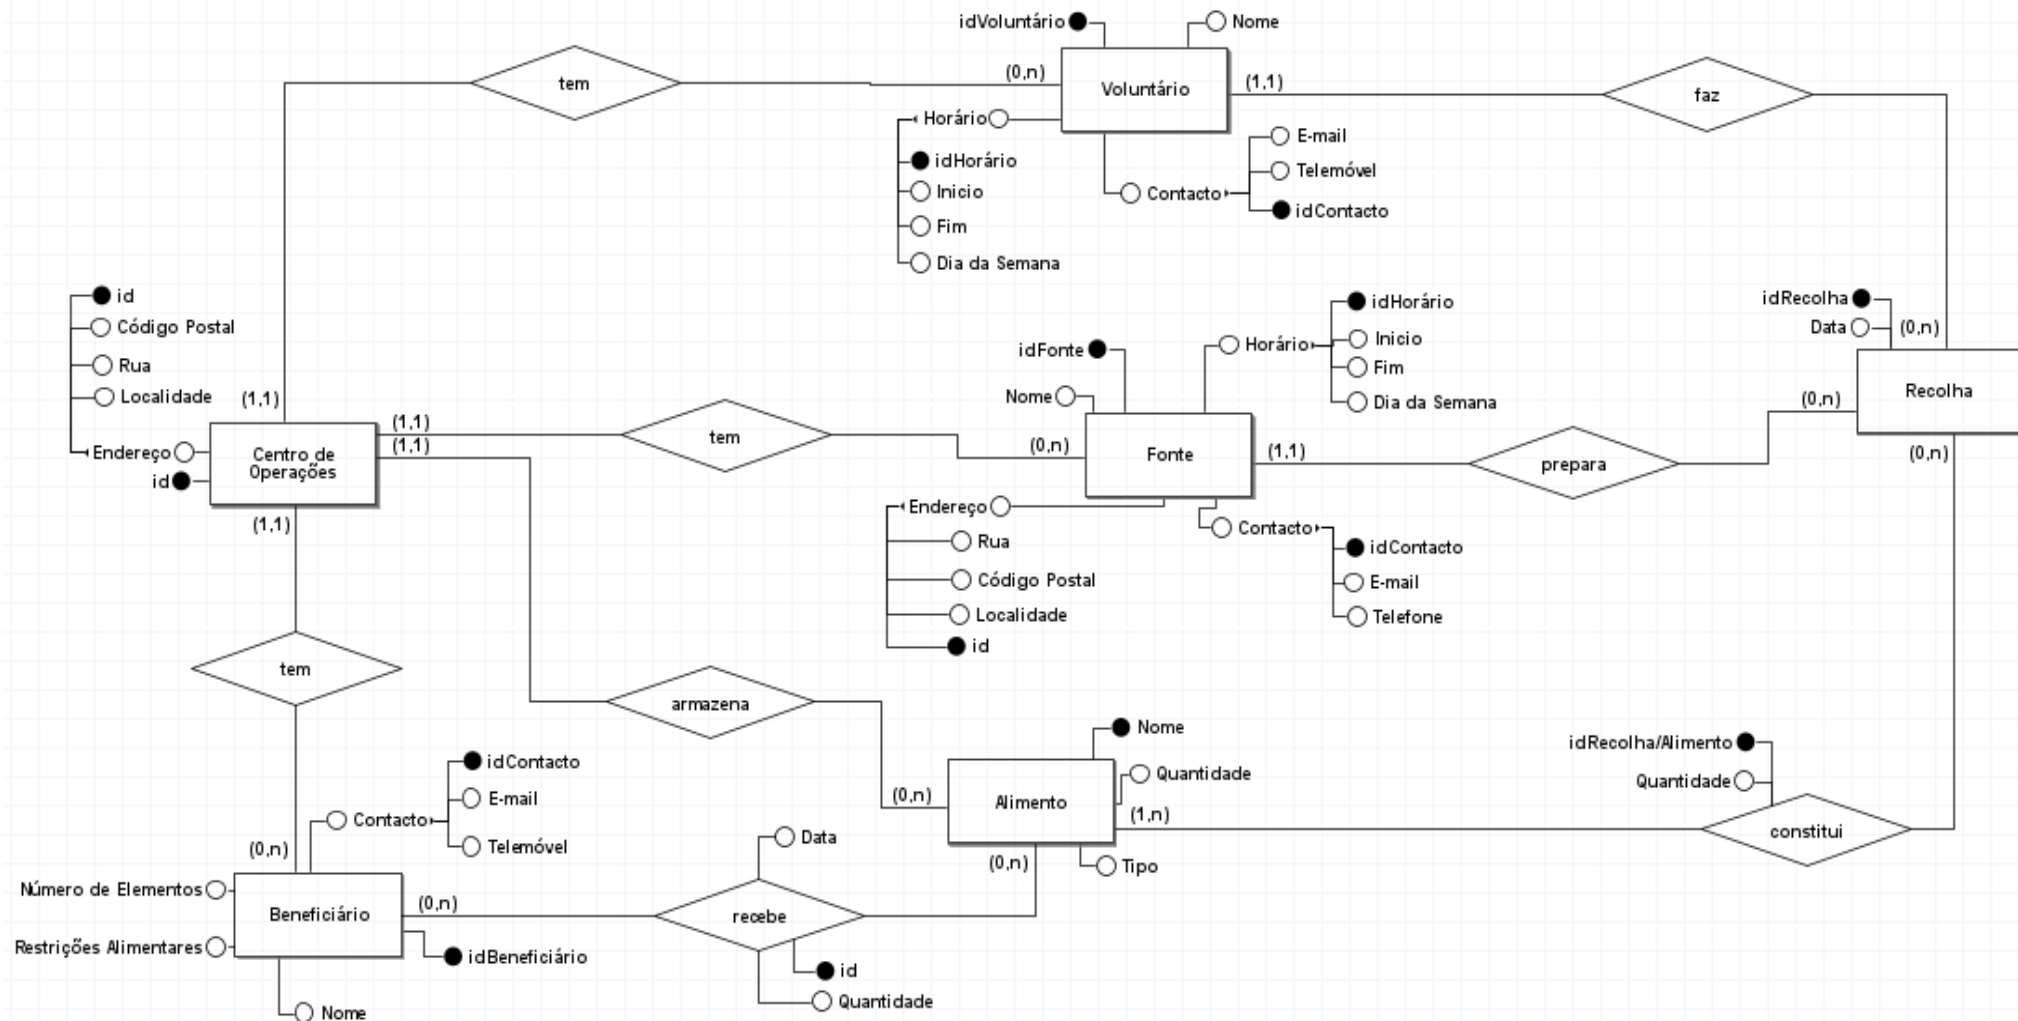 idVoluntário
Nome
tem
(0,n)
Voluntário
(1,1)
faz
Horário
idHorário
Inicio
Fim
Dia da Semana
E-mail
Telemóvel
Contacto
idContacto
id
Código Postal
Rua
Localidade
Endereço
id
(1,1)
Centro de
Operações
(1,1)
(1,1)
(1,1)
tem
(0,n)
idFonte
Nome
Fonte
Horário
idHorário
Inicio
Fim
Dia da Semana
(1,1)
prepara
(0,n)
idRecolha
Data
(0,n)
Recolha
(0,n)
Endereço
Rua
Código Postal
Localidade
id
Contacto
idContacto
E-mail
Telefone
tem
armazena
(0,n)
Nome
Quantidade
Alimento
(1,n)
(0,n)
Tipo
idRecolha/Alimento
Quantidade
constitui
idContacto
E-mail
Contacto
Telemóvel
(0,n)
Número de Elementos
Beneficiário
Restrições Alimentares
(0,n)
idBeneficiário
Nome
Data
recebe
id
Quantidade